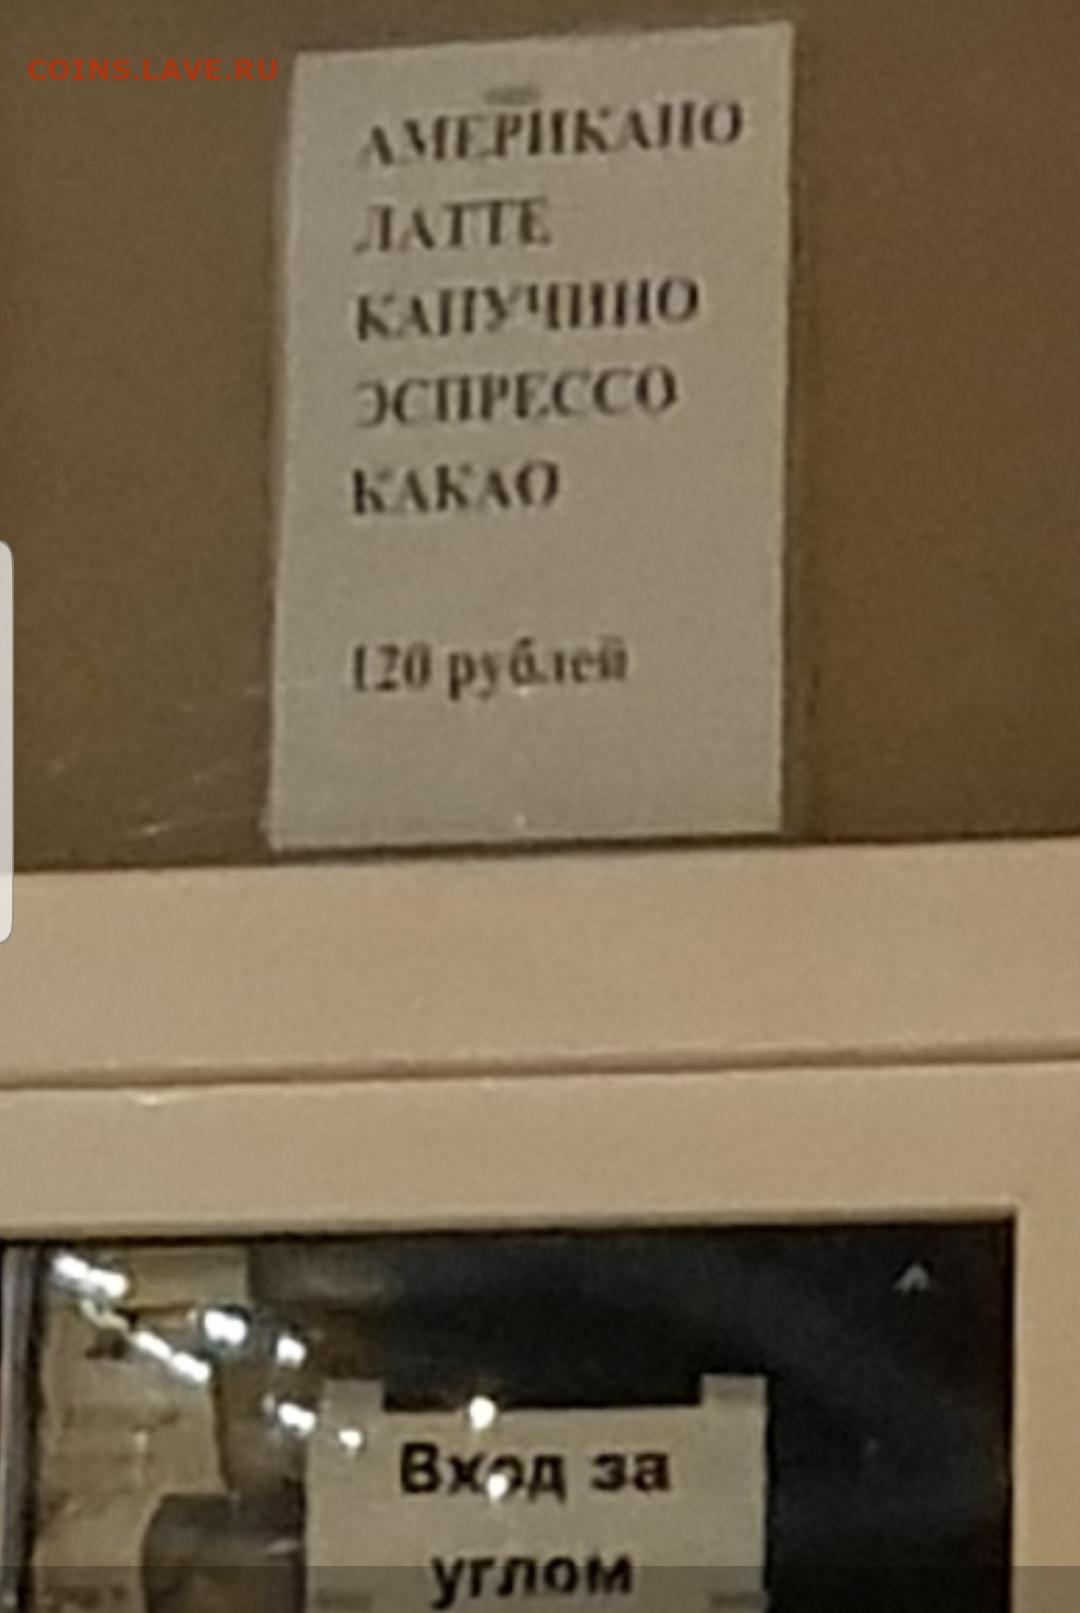 COINS.LAVE.RU
АМЕРИКАНО
ЛАТТЕ
КАПУЧИНО
ЭСПРЕССО
КАКАО
120 рублей
Вход за
углом